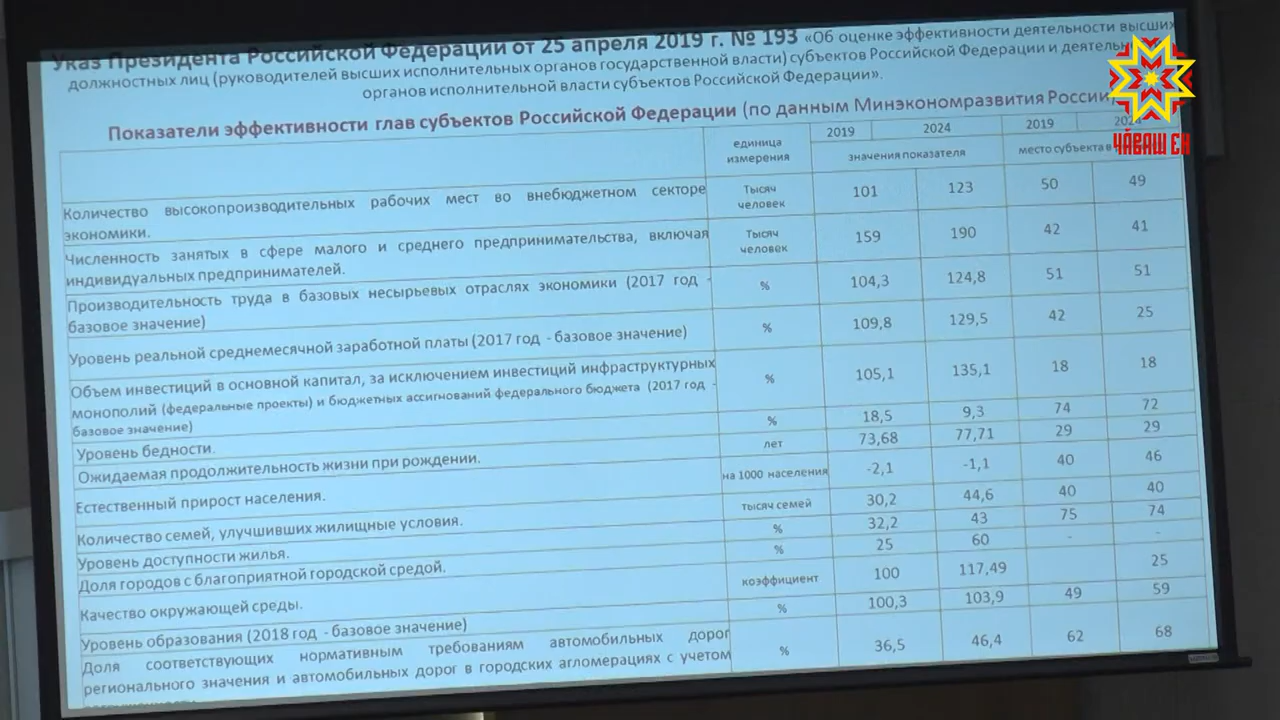 Указ Президента Российской Федерации от 25 апреля 2019 г. № 193 «Об оценке эффективности деятельности высших
должностных лиц (руководителей высших исполнительных органов государственной власти) субъектов Российской Федерации и
органов исполнительной власти субъектов Российской Федерации».
Показатели эффективности глав субъектов Российской Федерации (по данным Минэкономразвития России)
единица измерения 2019 2024 2019
значения показателя место субъекта в
Количество высокопроизводительных рабочих мест во внебюджетном секторе
экономики. Тысяч человек 101 123 50 49
Численность занятых в сфере малого и среднего предпринимательства, включая
индивидуальных предпринимателей. Тысяч человек 159 190 42 41
Производительность труда в базовых несырьевых отраслях экономики (2017 год -
базовое значение) % 104,3 124,8 51 51
Уровень реальной среднемесячной заработной платы (2017 год - базовое значение) % 109,8 129,5 42 25
Объем инвестиций в основной капитал, за исключением инвестиций инфраструктурных
монополий (федеральные проекты) и бюджетных ассигнований федерального бюджета (2017 год -
базовое значение) % 105,1 135,1 18 18
Уровень бедности. % 18,5 9,3 74 72
Ожидаемая продолжительность жизни при рождении. лет 73,68 77,71 29 29
Естественный прирост населения. на 1000 населения -2,1 -1,1 40 46
Количество семей, улучшивших жилищные условия. тысяч семей 30,2 44,6 40 40
Уровень доступности жилья. % 32,2 43 75 74
Доля городов с благоприятной городской средой. % 25 60 - -
Качество окружающей среды. коэффициент 100 117,49 25
Уровень образования (2018 год - базовое значение) % 100,3 103,9 49 59
Доля соответствующих нормативным требованиям автомобильных дорог
регионального значения и автомобильных дорог в городских агломерациях с учетом % 36,5 46,4 62 68
ЧӐВАШ ЕН